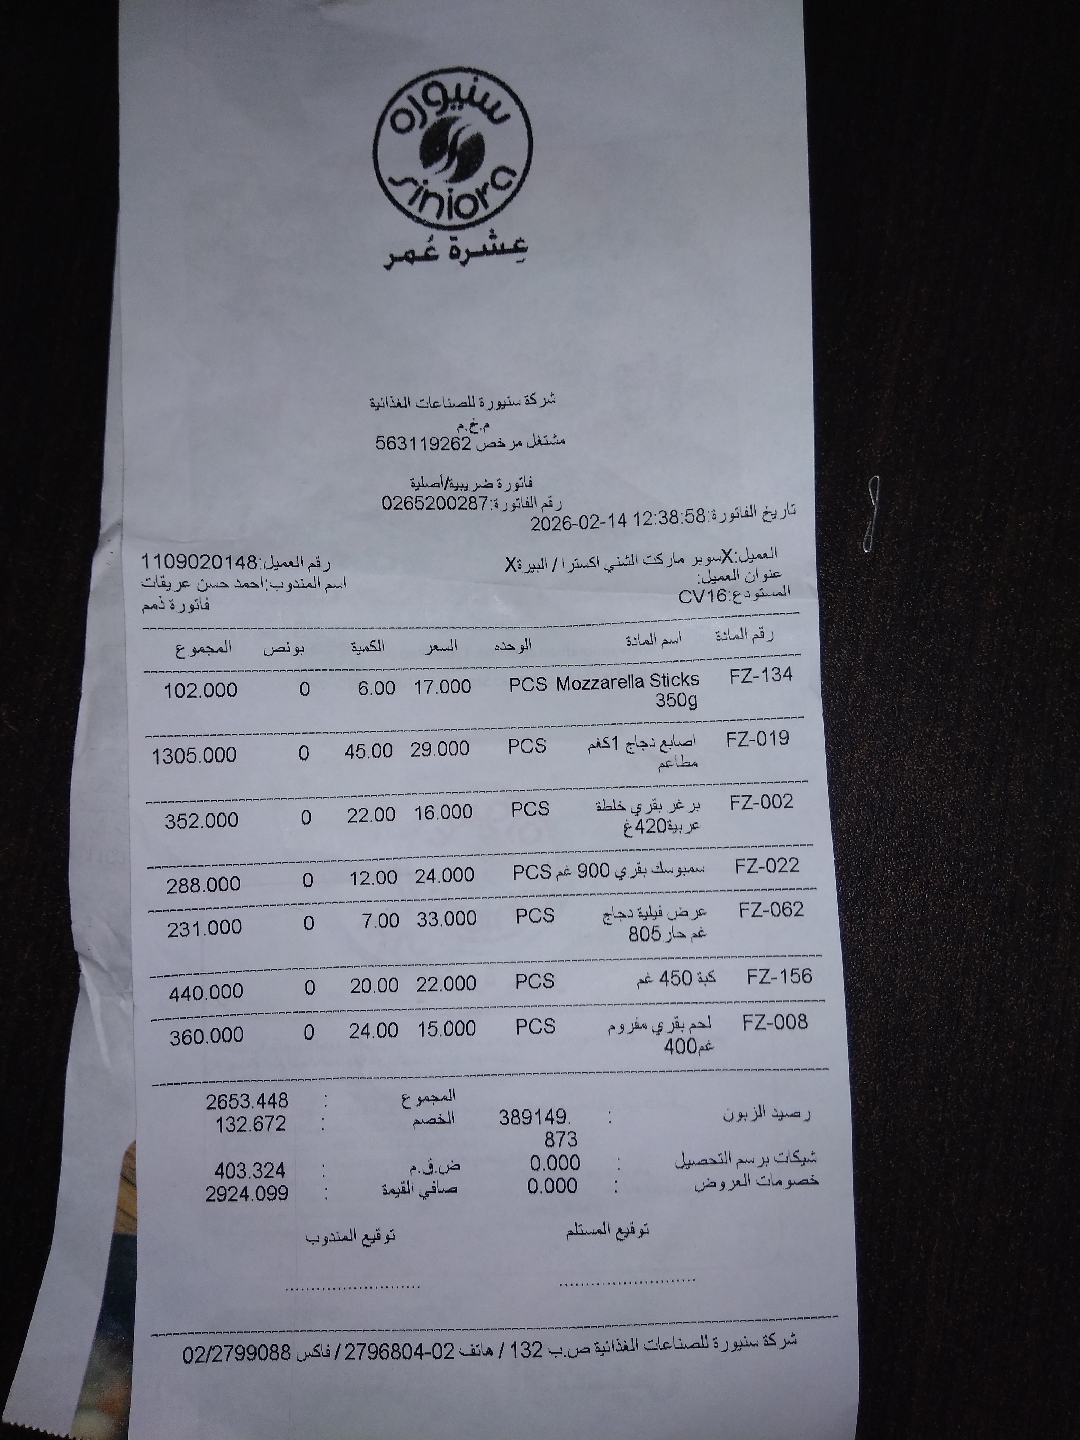 سنيورة
siniora
عِشرة عُمر
شركة سنيورة للصناعات الغذائية
م.خ.م
مشتغل مرخص 563119262
فاتورة ضريبية/أصلية
رقم الفاتورة:0265200287
تاريخ الفاتورة:2026-02-14 12:38:58
العميل:Xسوبر ماركت الشني اكسترا / البيرةX رقم العميل:1109020148
عنوان العميل: اسم المندوب:احمد حسن عريقات
المستودع:CV16 فاتورة ذمم
رقم المادة اسم المادة الوحده السعر الكمية بونص المجموع
FZ-134 Mozzarella Sticks PCS 17.000 6.00 0 102.000
350g
FZ-019 اصابع دجاج 1كغم PCS 29.000 45.00 0 1305.000
مطاعم
FZ-002 برغر بقري خلطة PCS 16.000 22.00 0 352.000
عربية420غ
FZ-022 سمبوسك بقري 900 غم PCS 24.000 12.00 0 288.000
FZ-062 عرض فيلية دجاج PCS 33.000 7.00 0 231.000
غم حار805
FZ-156 كبة 450 غم PCS 22.000 20.00 0 440.000
FZ-008 لحم بقري مفروم PCS 15.000 24.00 0 360.000
غم400
المجموع : 2653.448
رصيد الزبون : 389149. الخصم : 132.672
873
شيكات برسم التحصيل : 0.000 ض.ق.م : 403.324
خصومات العروض : 0.000 صافي القيمة : 2924.099
توقيع المستلم توقيع المندوب
شركة سنيورة للصناعات الغذائية ص.ب 132 / هاتف 02-2796804 / فاكس 02/2799088